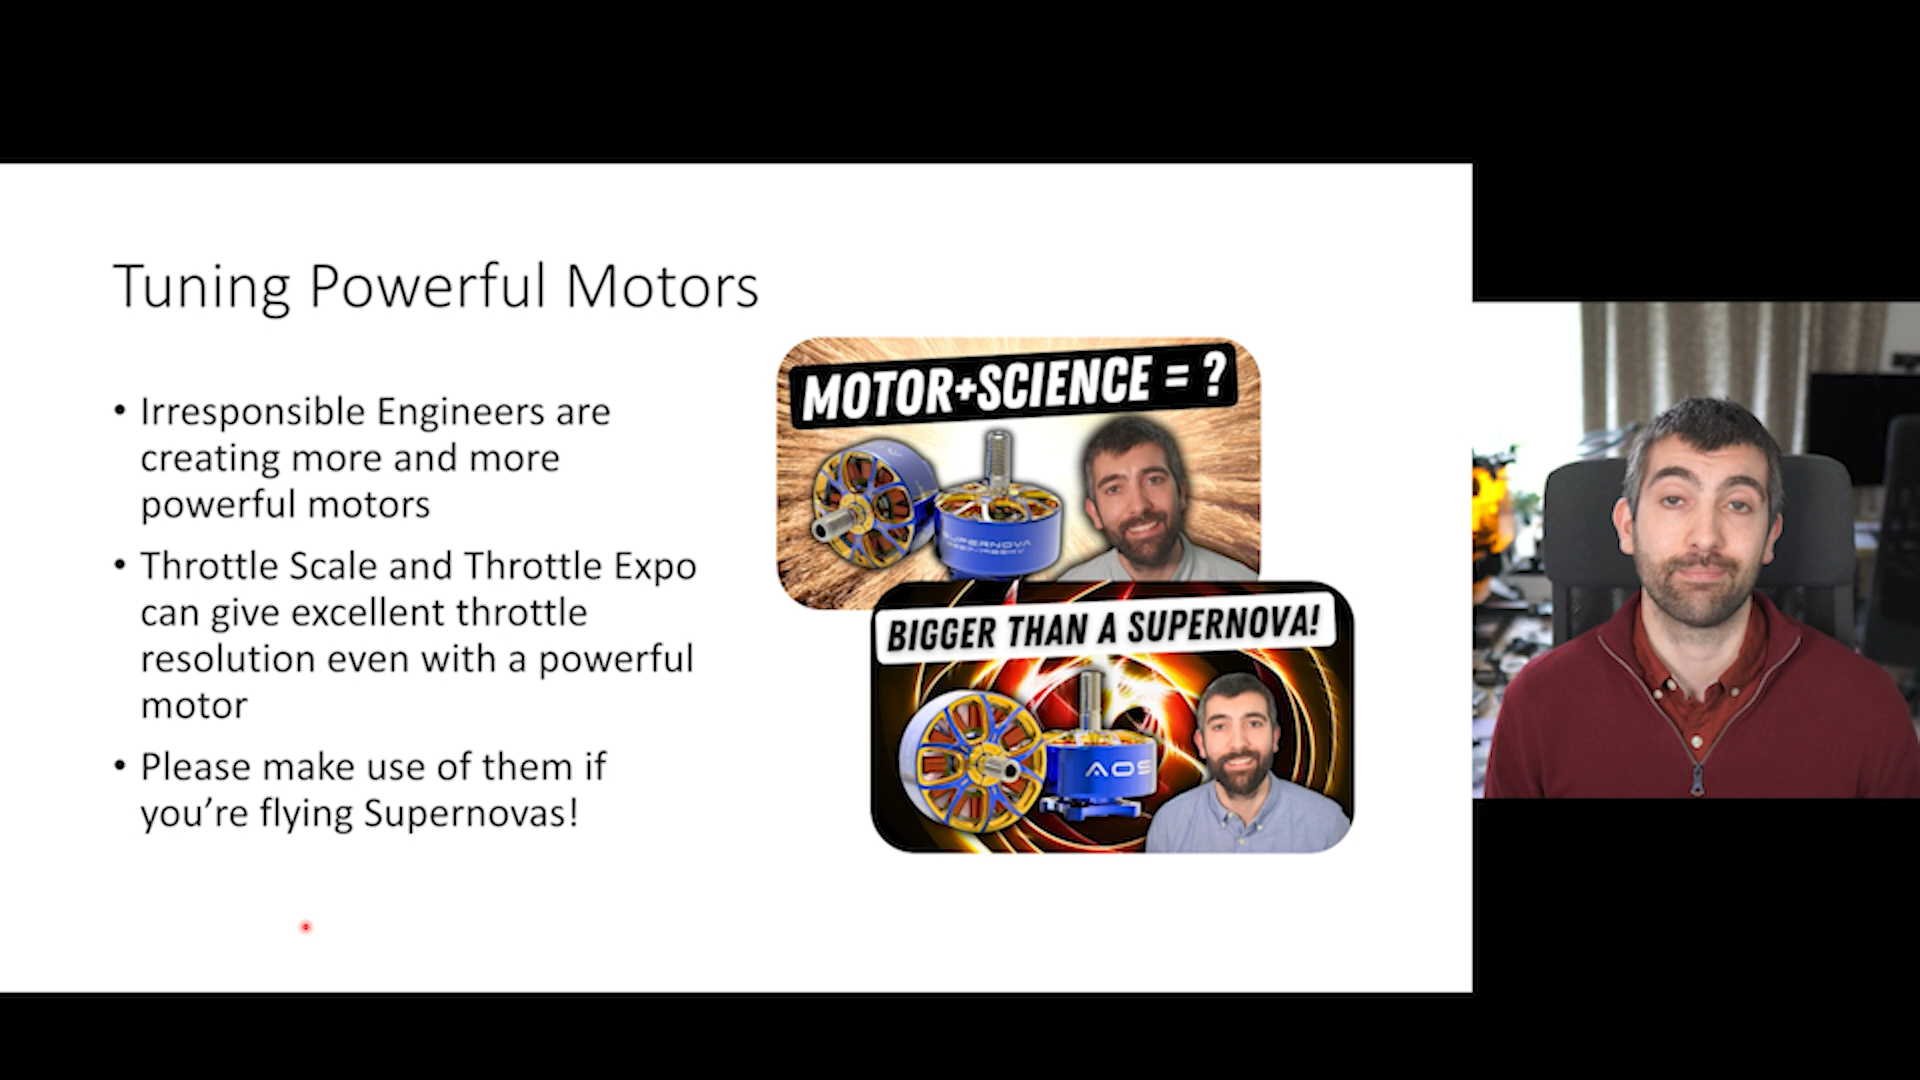 Tuning Powerful Motors
• Irresponsible Engineers are
creating more and more
powerful motors
• Throttle Scale and Throttle Expo
can give excellent throttle
resolution even with a powerful
motor
• Please make use of them if
you’re flying Supernovas!
MOTOR+SCIENCE = ?
SUPERNOVA
BIGGER THAN A SUPERNOVA!
AOS